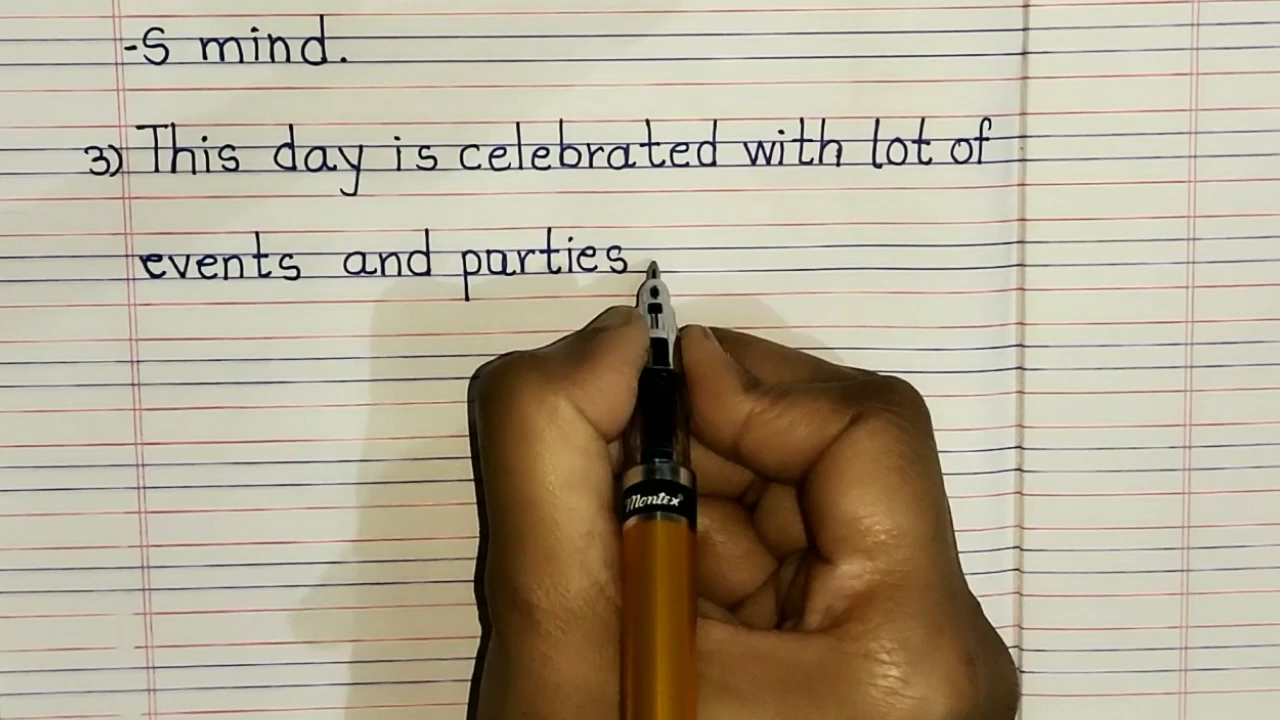 -s mind.
3) This day is celebrated with lot of
events and parties
Montex